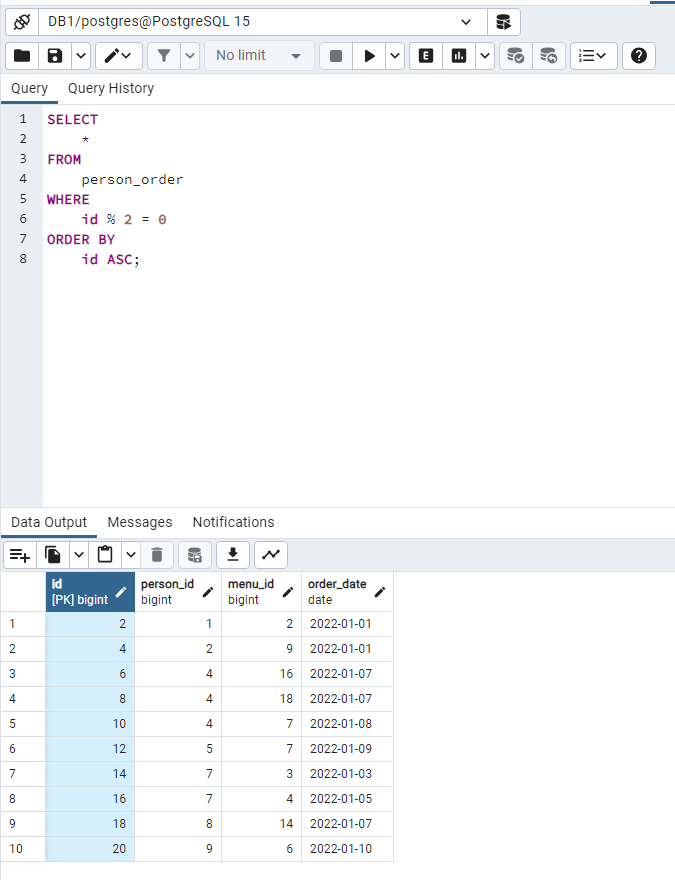 DB1/postgres@PostgreSQL 15
No limit
E
Query Query History
1 SELECT
2 *
3 FROM
4 person_order
5 WHERE
6 id % 2 = 0
7 ORDER BY
8 id ASC;
Data Output Messages Notifications
id person_id menu_id order_date
[PK] bigint bigint bigint date
1 2 1 2 2022-01-01
2 4 2 9 2022-01-01
3 6 4 16 2022-01-07
4 8 4 18 2022-01-07
5 10 4 7 2022-01-08
6 12 5 7 2022-01-09
7 14 7 3 2022-01-03
8 16 7 4 2022-01-05
9 18 8 14 2022-01-07
10 20 9 6 2022-01-10